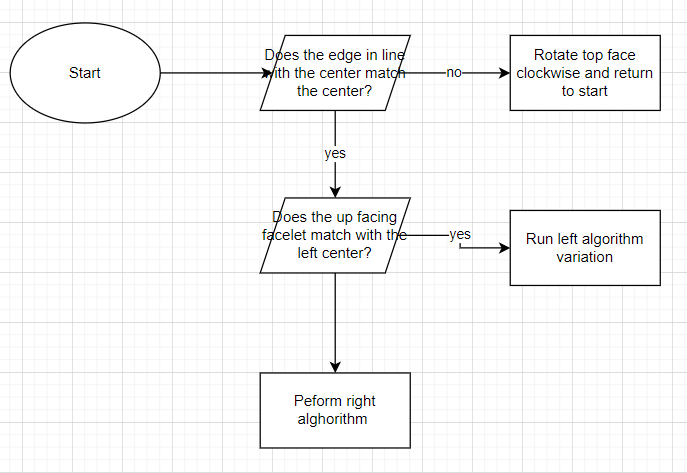 Start
Does the edge in line
with the center match
the center?
no
Rotate top face
clockwise and return
to start
yes
Does the up facing
facelet match with the
left center?
yes
Run left algorithm
variation
Peform right
alghorithm